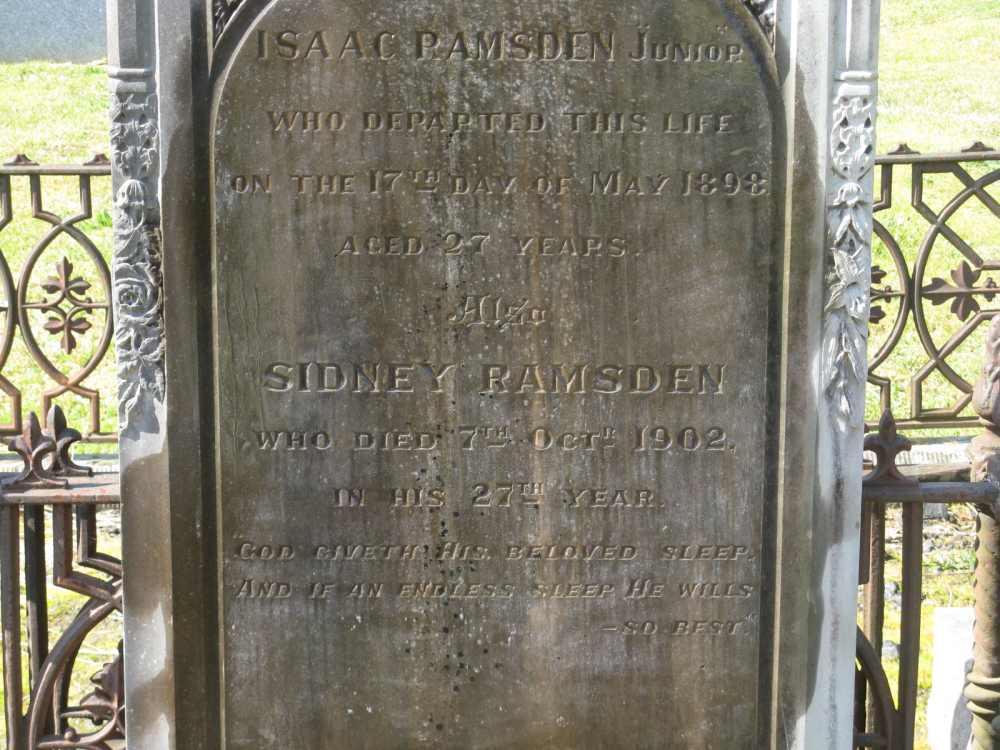 ISAAC RAMSDEN JUNIOR
WHO DEPARTED THIS LIFE
ON THE 17TH DAY OF MAY 1898
AGED 27 YEARS.
Also
SIDNEY RAMSDEN
WHO DIED 7TH OCTR 1902.
IN HIS 27TH YEAR.
"GOD GIVETH HIS BELOVED SLEEP,
AND IF AN ENDLESS SLEEP HE WILLS
—SO BEST."